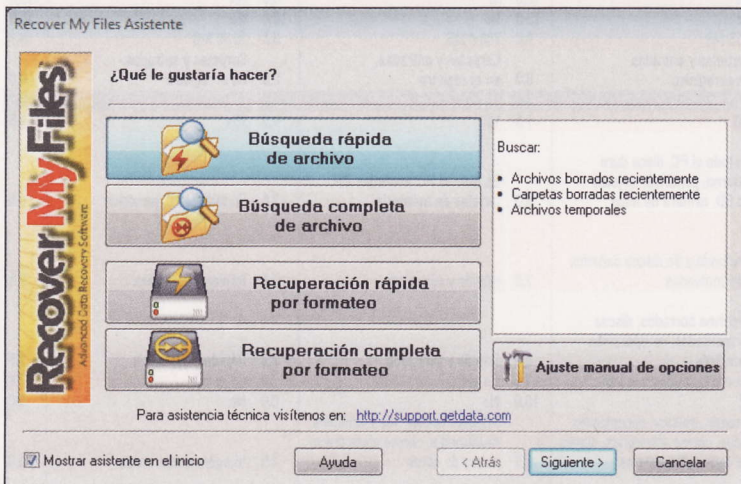 Recover My Files Asistente
Recover My Files
Advanced Data Recovery Software
¿Qué le gustaría hacer?
Búsqueda rápida
de archivo
Búsqueda completa
de archivo
Recuperación rápida
por formateo
Recuperación completa
por formateo
Buscar:
• Archivos borrados recientemente
• Carpetas borradas recientemente
• Archivos temporales
Ajuste manual de opciones
Para asistencia técnica visítenos en: http://support.getdata.com
Mostrar asistente en el inicio
Ayuda
< Atrás
Siguiente >
Cancelar